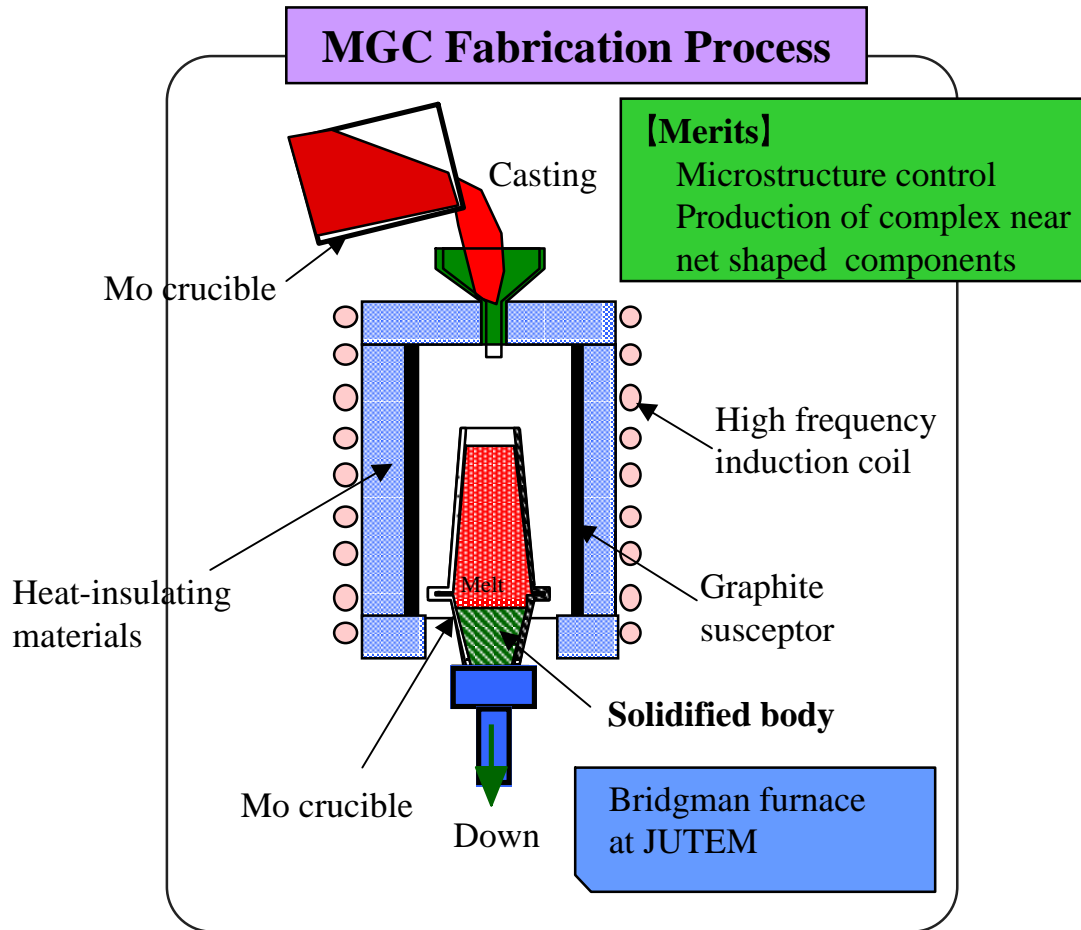 MGC Fabrication Process
【Merits】
Microstructure control
Production of complex near
net shaped components
Casting
Mo crucible
High frequency
induction coil
Melt
Heat-insulating
materials
Graphite
susceptor
Solidified body
Mo crucible
Down
Bridgman furnace
at JUTEM